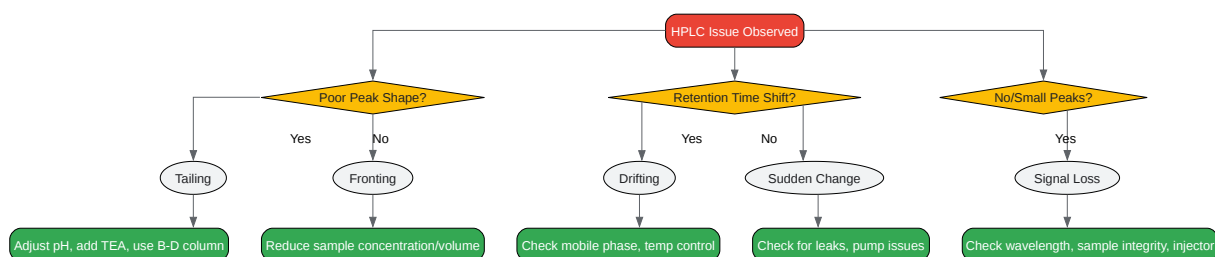 HPLC Issue Observed
Poor Peak Shape?
Retention Time Shift?
No/Small Peaks?
Yes
No
Yes
No
Yes
Tailing
Fronting
Drifting
Sudden Change
Signal Loss
Adjust pH, add TEA, use B-D column
Reduce sample concentration/volume
Check mobile phase, temp control
Check for leaks, pump issues
Check wavelength, sample integrity, injector